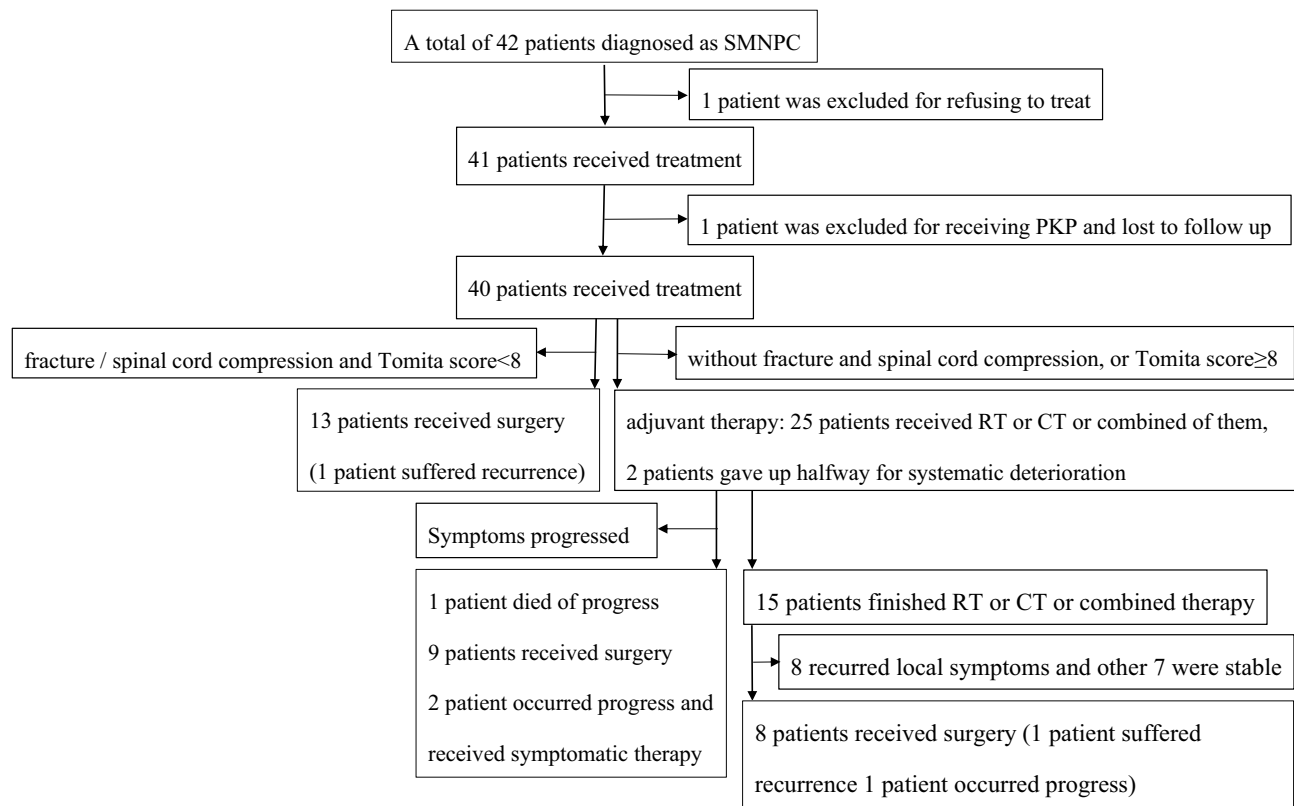 A total of 42 patients diagnosed as SMNPC
1 patient was excluded for refusing to treat
41 patients received treatment
1 patient was excluded for receiving PKP and lost to follow up
40 patients received treatment
fracture / spinal cord compression and Tomita score<8
without fracture and spinal cord compression, or Tomita score≥8
13 patients received surgery
(1 patient suffered recurrence)
adjuvant therapy: 25 patients received RT or CT or combined of them,
2 patients gave up halfway for systematic deterioration
Symptoms progressed
1 patient died of progress
9 patients received surgery
2 patient occurred progress and
received symptomatic therapy
15 patients finished RT or CT or combined therapy
8 recurred local symptoms and other 7 were stable
8 patients received surgery (1 patient suffered
recurrence 1 patient occurred progress)